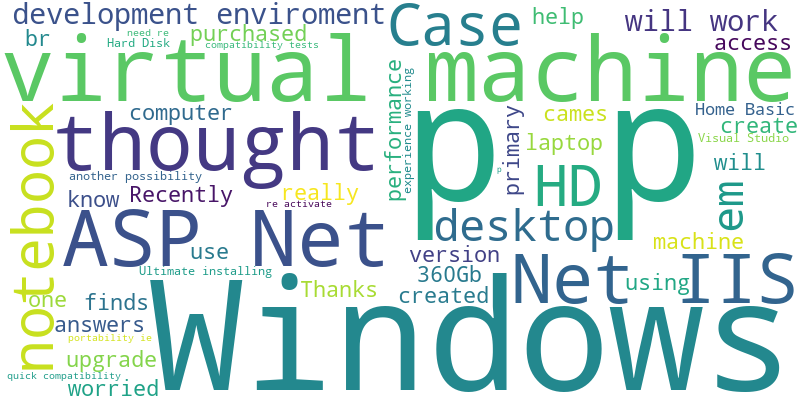 development enviroment
Case
help
will work
br
need re
Hard Disk
purchased
compatibility tests
access
virtual machine
computer
performance
experience working
primary
cames
Home Basic
create
notebook
thought
p p
laptop
Visual Studio
another possibility
know
Recently
really
re activate
p
HD
will
em
ASP Net
use
desktop
machine
Ultimate installing
version
360Gb
created
Net IIS
using
one
finds
Thanks
answers
Windows
portability ie
upgrade
quick compatibility
worried